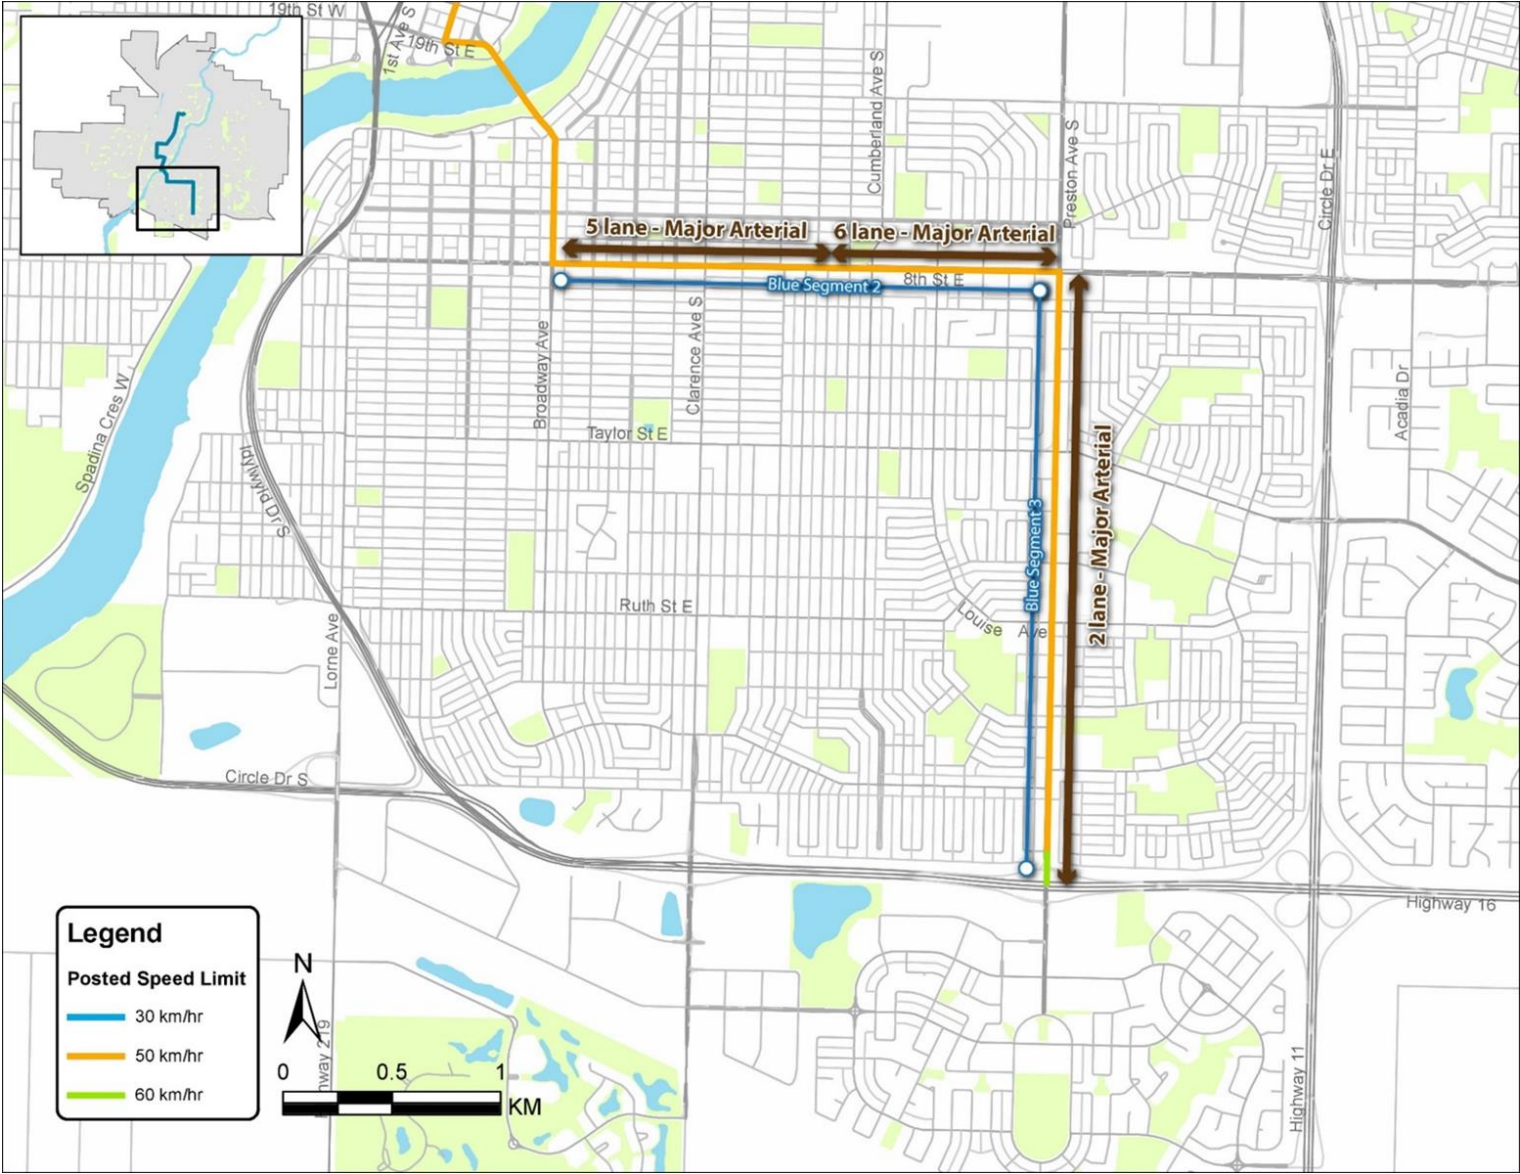 19th St W
1st Ave S
19th St E
Cumberland Ave S
Preston Ave S
Circle Dr E
5 lane - Major Arterial
6 lane - Major Arterial
8th St E
Blue Segment 2
Broadway Ave
Clarence Ave S
Acadia Dr
Spadina Cres W
Taylor St E
2 lane - Major Arterial
Idylwyld Dr S
Blue Segment 3
Ruth St E
Louise Ave
Lorne Ave
Circle Dr S
Highway 16
Legend
Posted Speed Limit
30 km/hr
50 km/hr
60 km/hr
N
0 0.5 1
KM
219
Highway 11